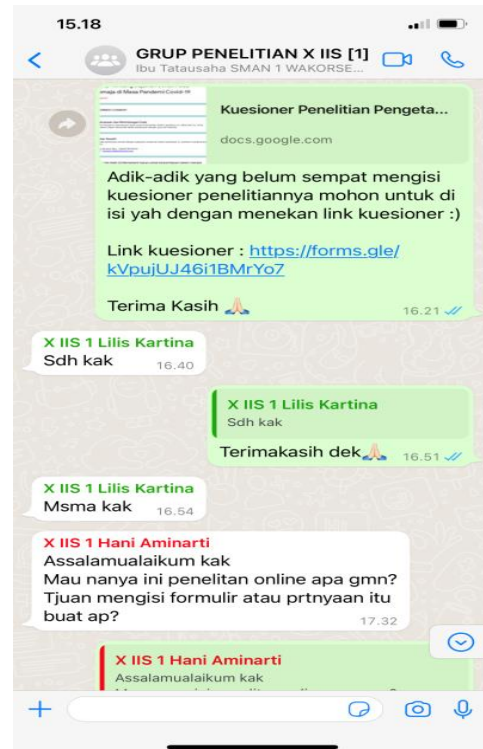 15.18
GRUP PENELITIAN X IIS [1]
Ibu Tatausaha SMAN 1 WAKORSE...
Kuesioner Penelitian Pengeta...
docs.google.com
Adik-adik yang belum sempat mengisi
kuesioner penelitiannya mohon untuk di
isi yah dengan menekan link kuesioner :)
Link kuesioner : https://forms.gle/
kVpujUJ46i1BMrYo7
Terima Kasih 🙏🏻
16.21
X IIS 1 Lilis Kartina
Sdh kak
16.40
X IIS 1 Lilis Kartina
Sdh kak
Terimakasih dek🙏🏻
16.51
X IIS 1 Lilis Kartina
Msma kak
16.54
X IIS 1 Hani Aminarti
Assalamualaikum kak
Mau nanya ini penelitan online apa gmn?
Tjuan mengisi formulir atau prtnyaan itu
buat ap?
17.32
X IIS 1 Hani Aminarti
Assalamualaikum kak